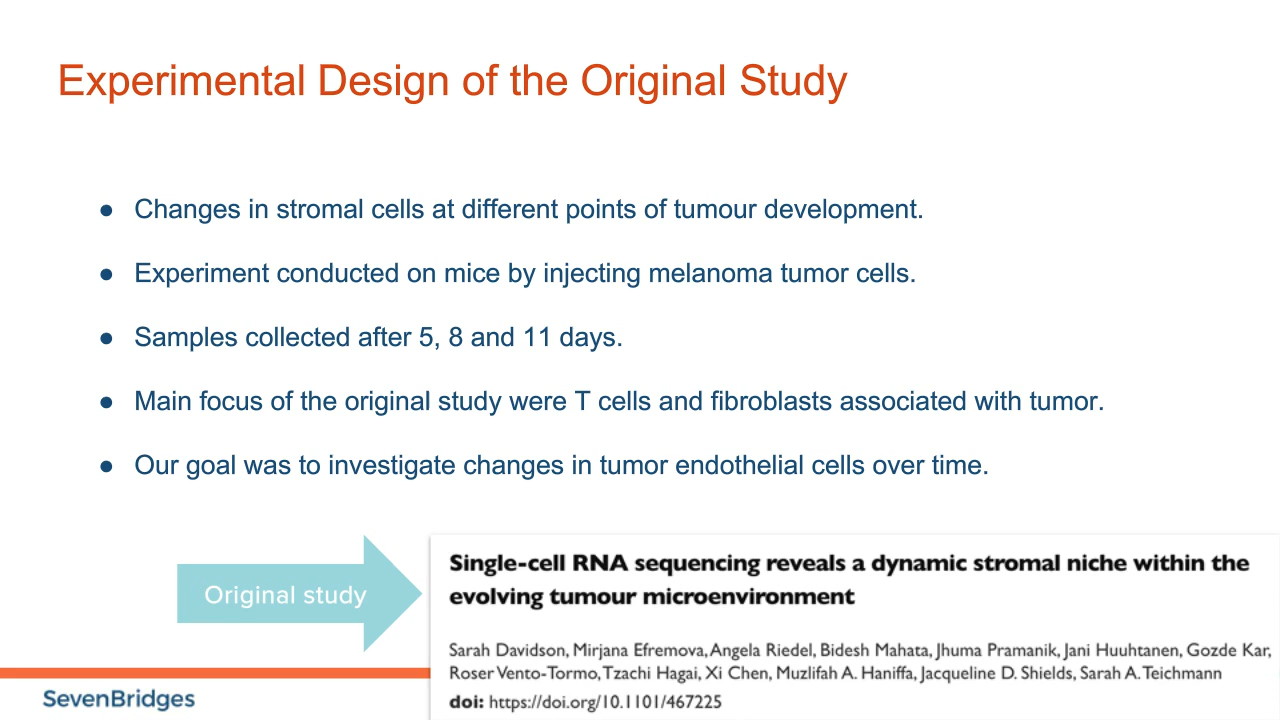 Experimental Design of the Original Study
● Changes in stromal cells at different points of tumour development.
● Experiment conducted on mice by injecting melanoma tumor cells.
● Samples collected after 5, 8 and 11 days.
● Main focus of the original study were T cells and fibroblasts associated with tumor.
● Our goal was to investigate changes in tumor endothelial cells over time.
Original study
Single-cell RNA sequencing reveals a dynamic stromal niche within the
evolving tumour microenvironment
Sarah Davidson, Mirjana Efremova, Angela Riedel, Bidesh Mahata, Jhuma Pramanik, Jani Huuhtanen, Gozde Kar,
Roser Vento-Tormo, Tzachi Hagai, Xi Chen, Muzlifah A. Haniffa, Jacqueline D. Shields, Sarah A. Teichmann
doi: https://doi.org/10.1101/467225
SevenBridges